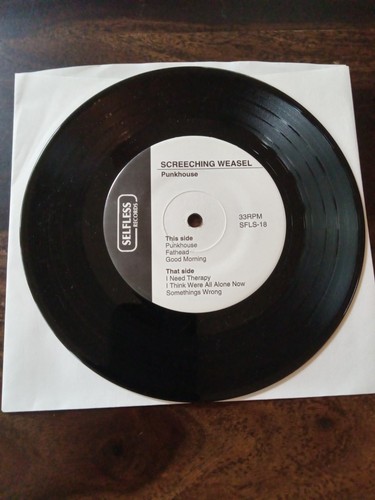 SCREECHING WEASEL
Punkhouse
SELFLESS
RECORDS
33RPM
SFLS-18
This side
Punkhouse
Fathead
Good Morning
That side
I Need Therapy
I Think Were All Alone Now
Somethings Wrong